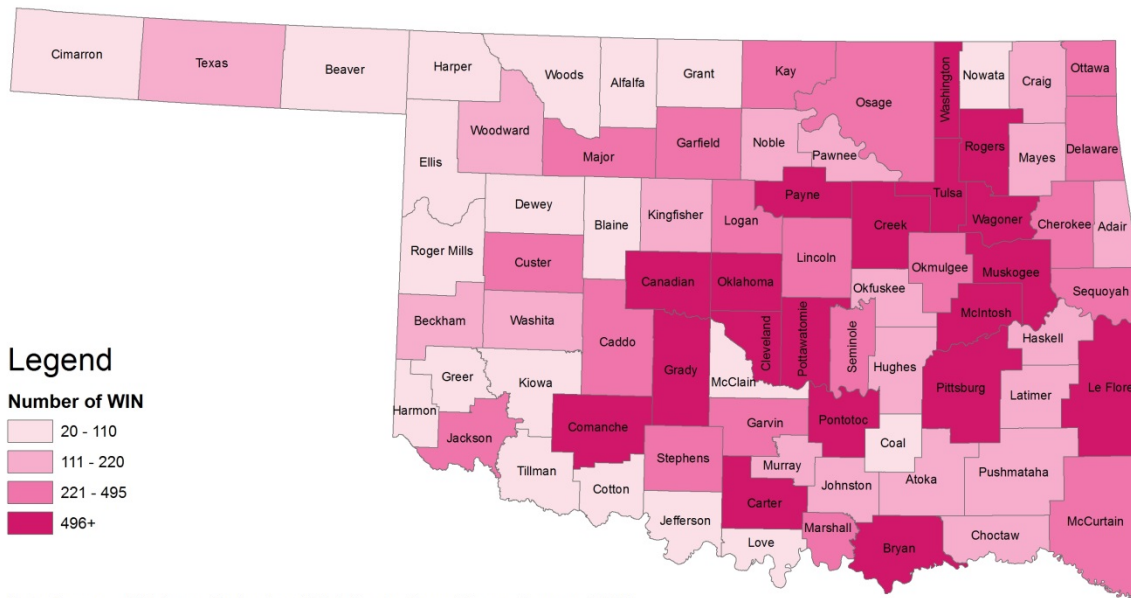 Cimarron
Texas
Beaver
Harper
Woods
Alfalfa
Grant
Kay
Osage
Washington
Nowata
Craig
Ottawa
Ellis
Woodward
Major
Garfield
Noble
Pawnee
Rogers
Mayes
Delaware
Roger Mills
Dewey
Blaine
Kingfisher
Logan
Payne
Creek
Tulsa
Wagoner
Cherokee
Adair
Custer
Canadian
Oklahoma
Lincoln
Okfuskee
Okmulgee
Muskogee
Sequoyah
Beckham
Washita
Caddo
Grady
Cleveland
Pottawatomie
Seminole
Hughes
McIntosh
Haskell
Pittsburg
Latimer
Le Flore
Greer
Harmon
Kiowa
McClain
Jackson
Comanche
Garvin
Pontotoc
Coal
Tillman
Cotton
Stephens
Murray
Johnston
Atoka
Pushmataha
McCurtain
Jefferson
Carter
Love
Marshall
Bryan
Choctaw
Legend
Number of WIN
20 - 110
111 - 220
221 - 495
496+